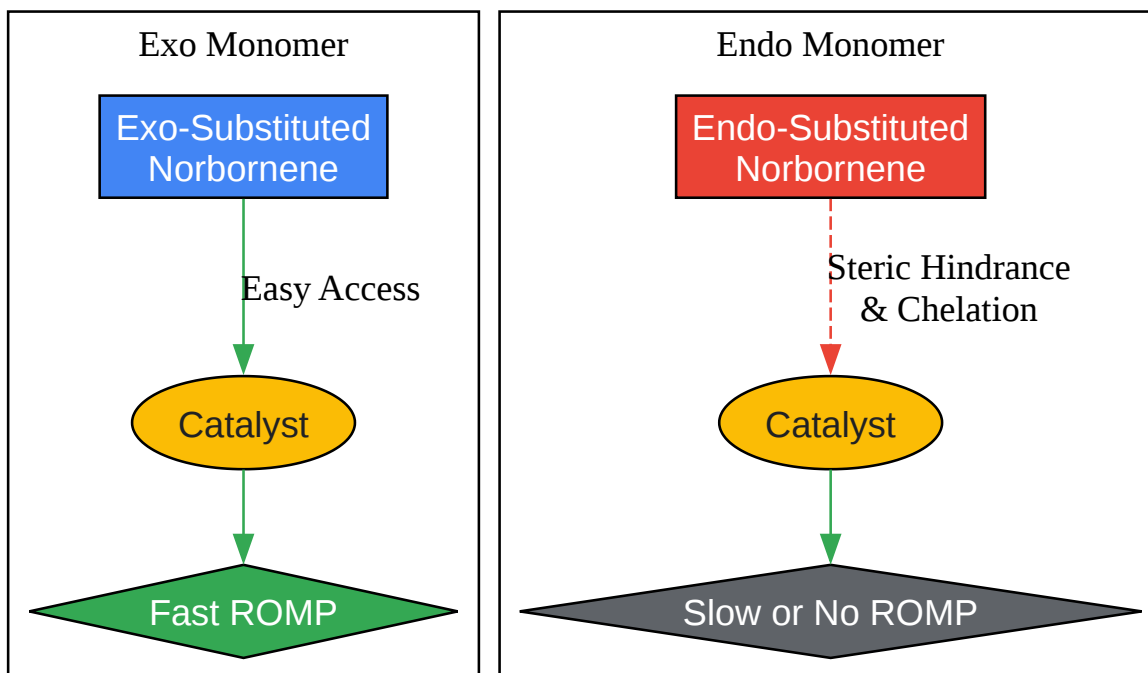 Exo Monomer
Exo-Substituted
Norbornene
Easy Access
Catalyst
Fast ROMP
Endo Monomer
Endo-Substituted
Norbornene
Steric Hindrance
& Chelation
Catalyst
Slow or No ROMP